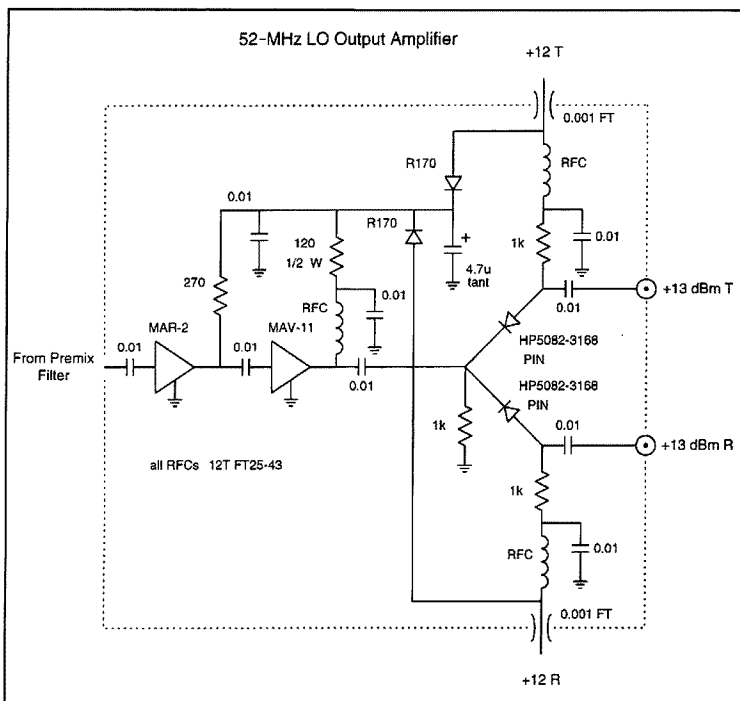 52-MHz LO Output Amplifier
+12 T
0.001 FT
R170
RFC
0.01
R170
120
1/2 W
+
4.7u
tant
1k
0.01
270
RFC
0.01
+13 dBm T
0.01
MAR-2
MAV-11
HP5082-3168
PIN
From Premix
Filter
0.01
0.01
0.01
HP5082-3168
PIN
1k
0.01
+13 dBm R
all RFCs 12T FT25-43
1k
RFC
0.01
0.001 FT
+12 R